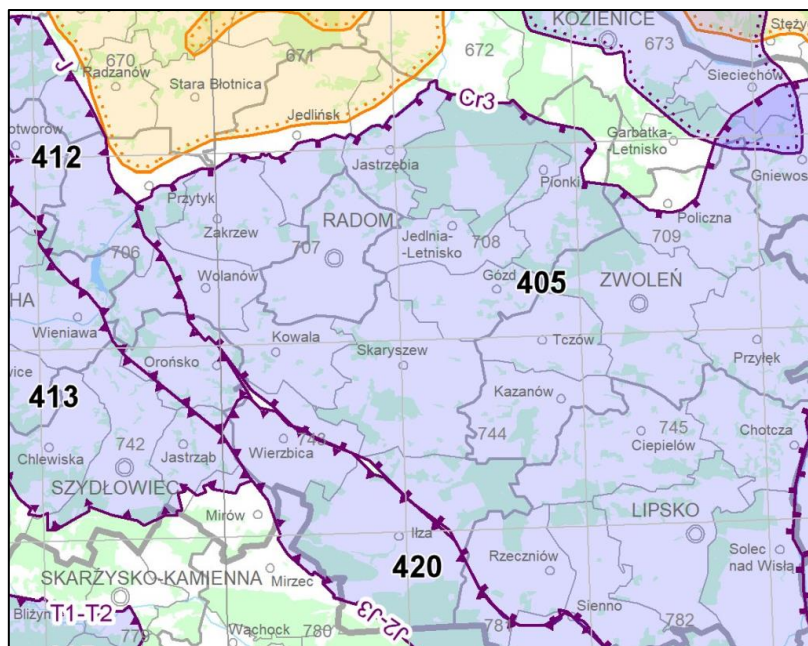 KOZIENICE
670
671
672
673
Stęży
Radzanów
Stara Błotnica
Sieciechów
J
Cr3
Jedlińsk
otworów
Garbatka-
-Letnisko
412
Jastrzębia
Pionki
Gniewos
Przytyk
Policzna
RADOM
Zakrzew
Jedlnia-
-Letnisko
708
709
706
707
Wolanów
Gózd
405
ZWOLEŃ
HA
Wieniawa
Kowala
Tczów
Orońsko
Skaryszew
Przyłęk
wice
413
Kazanów
Chotcza
742
743
744
745
Ciepielów
Chlewiska
Jastrząb
Wierzbica
SZYDŁOWIEC
Mirów
LIPSKO
Iłża
420
Rzeczniów
Solec
nad Wisłą
SKARŻYSKO-KAMIENNA
Mirzec
Bliżyn
T1-T2
J2-J3
Sienno
779
Wąchock
780
781
782